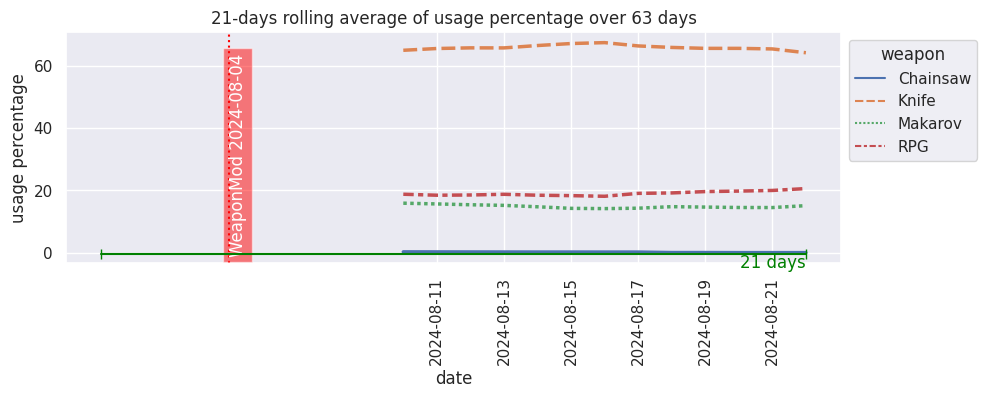 21-days rolling average of usage percentage over 63 days
usage percentage
60
40
20
0
WeaponMod 2024-08-04
21 days
2024-08-11
2024-08-13
2024-08-15
2024-08-17
2024-08-19
2024-08-21
date
weapon
Chainsaw
Knife
Makarov
RPG